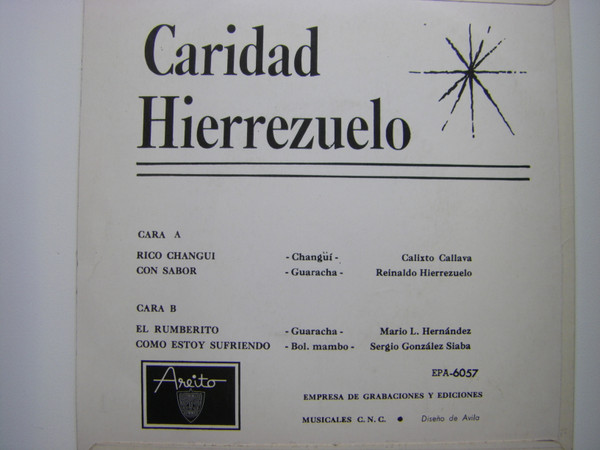 Caridad
Hierrezuelo
CARA A
RICO CHANGUI - Changüí - Calixto Callava
CON SABOR - Guaracha - Reinaldo Hierrezuelo
CARA B
EL RUMBERITO - Guaracha - Mario L. Hernández
COMO ESTOY SUFRIENDO - Bol. mambo - Sergio González Siaba
Areito
EPA-6057
EMPRESA DE GRABACIONES Y EDICIONES
MUSICALES C.N.C. ● Diseño de Avila